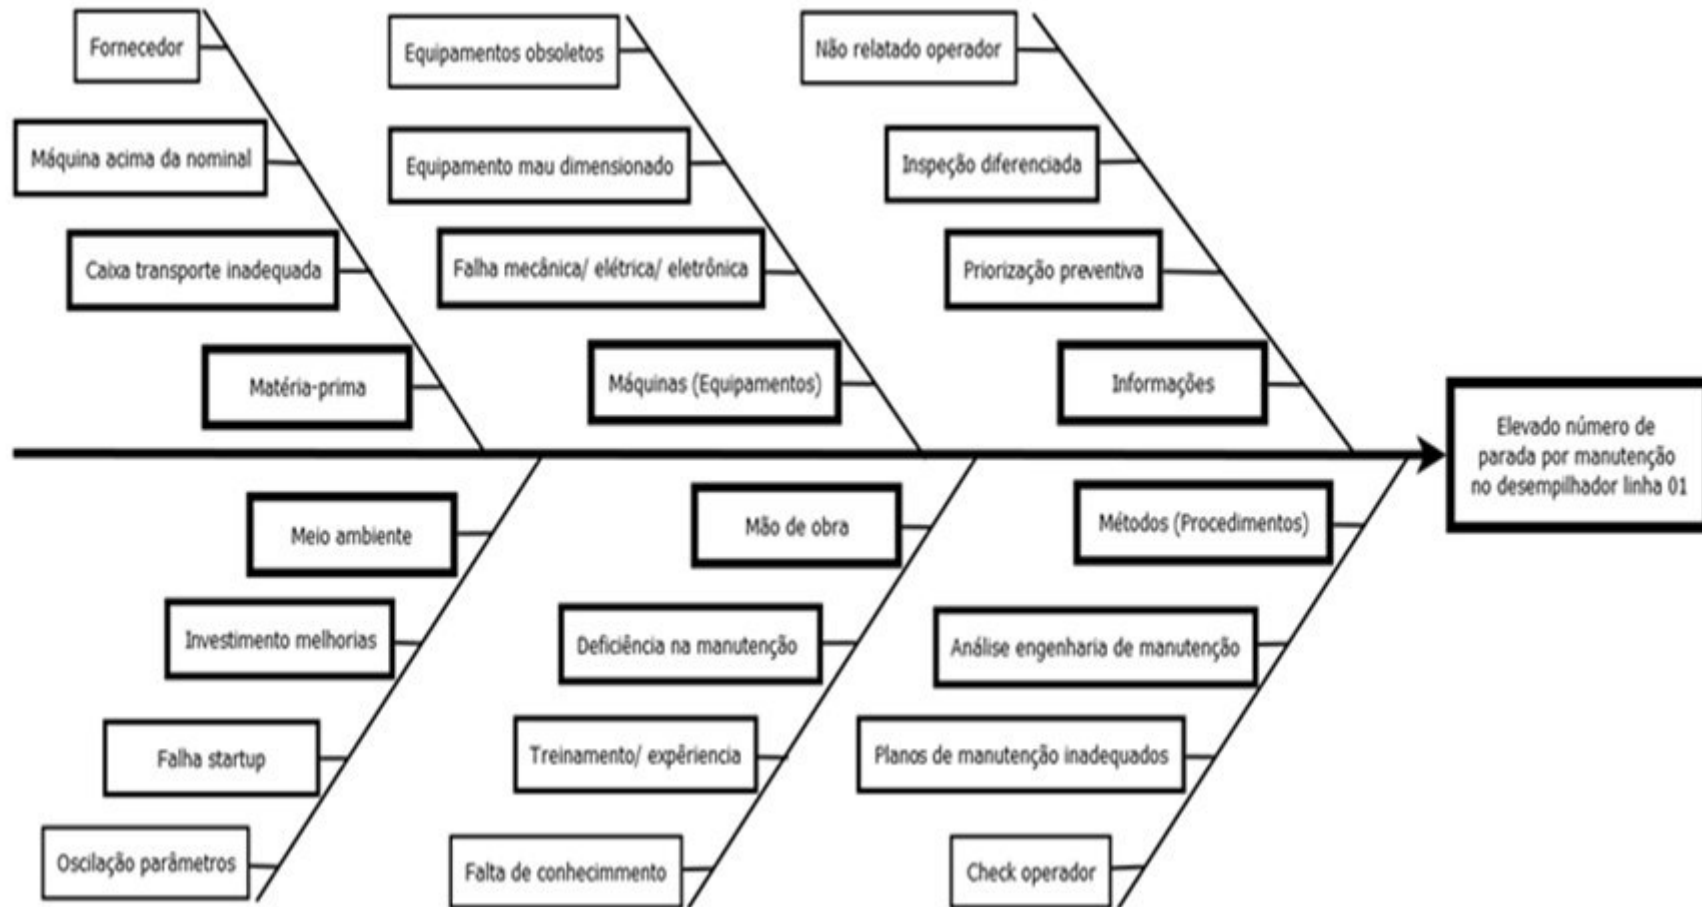 Fornecedor
Máquina acima da nominal
Caixa transporte inadequada
Matéria-prima
Equipamentos obsoletos
Equipamento mau dimensionado
Falha mecânica/ elétrica/ eletrônica
Máquinas (Equipamentos)
Não relatado operador
Inspeção diferenciada
Priorização preventiva
Informações
Elevado número de
parada por manutenção
no desempilhador linha 01
Meio ambiente
Investimento melhorias
Falha startup
Oscilação parâmetros
Mão de obra
Deficiência na manutenção
Treinamento/ expêriencia
Falta de conhecimmento
Métodos (Procedimentos)
Análise engenharia de manutenção
Planos de manutenção inadequados
Check operador